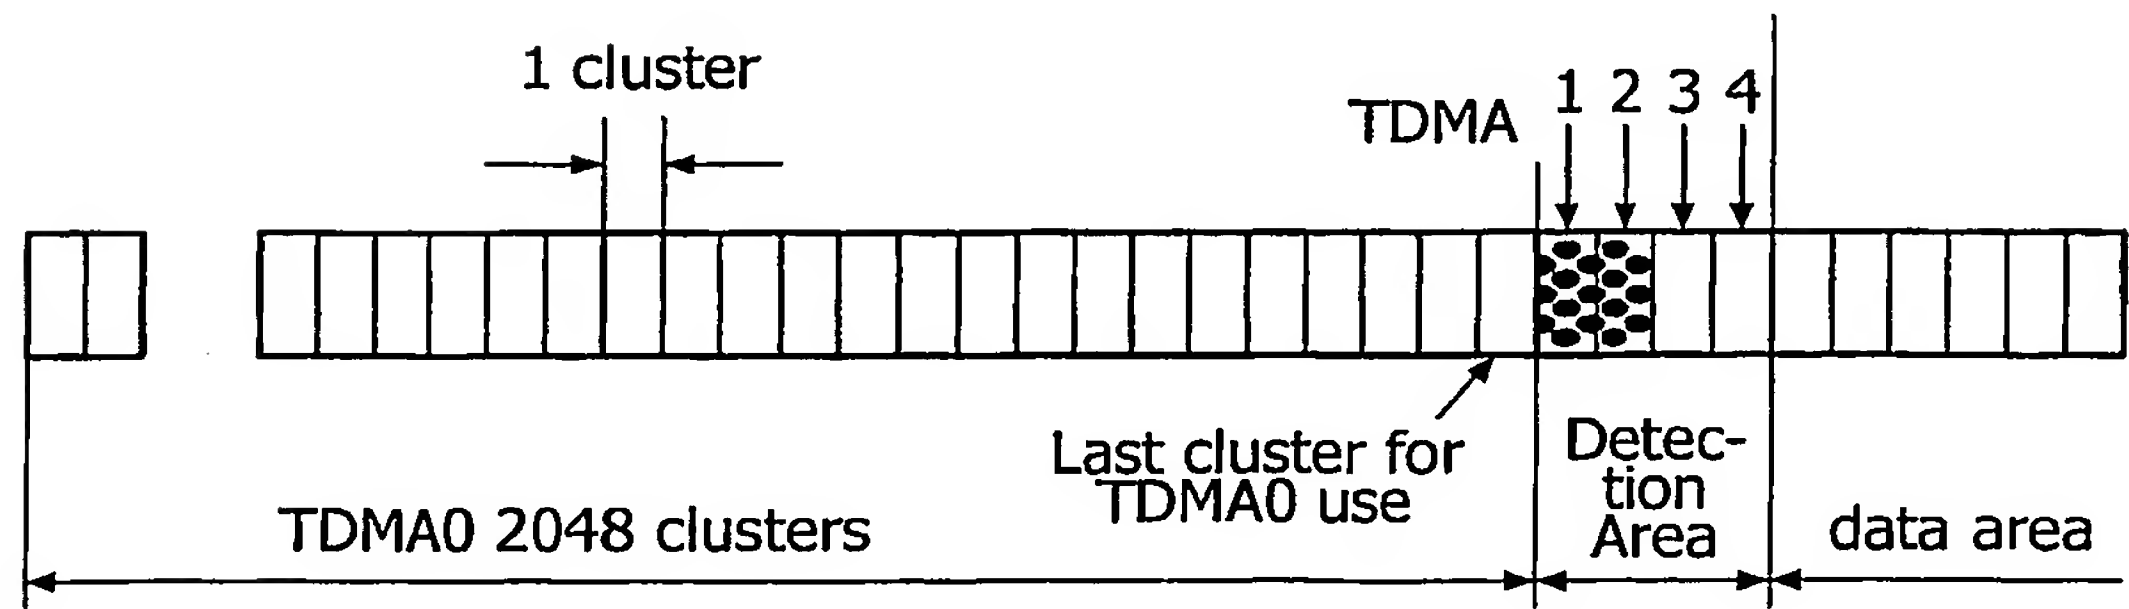 1 cluster
TDMA
1 2 3 4
Last cluster for
TDMA0 use
Detec-
tion
Area
TDMA0 2048 clusters
data area